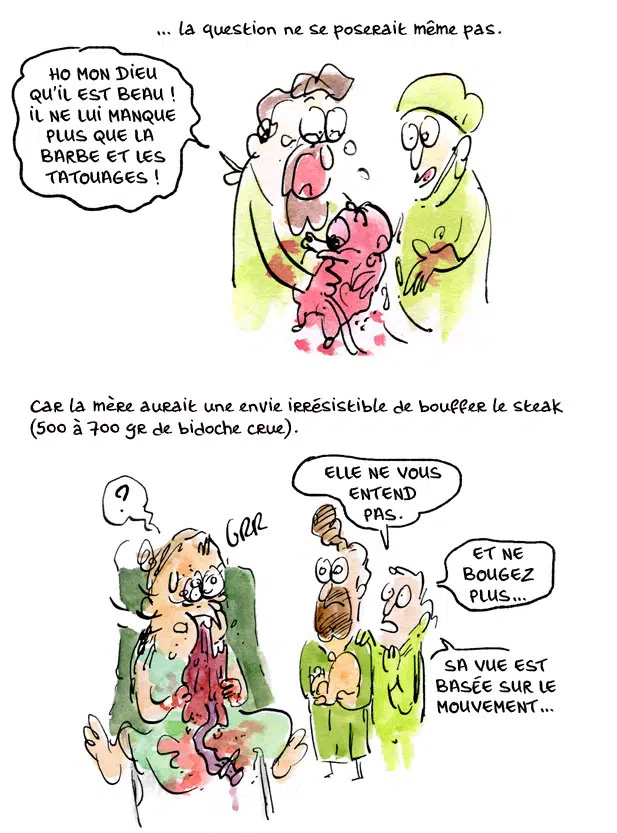 ... la question ne se poserait même pas.
HO MON DIEU
QU'IL EST BEAU !
IL NE LUI MANQUE
PLUS QUE LA
BARBE ET LES
TATOUAGES !
Car la mère aurait une envie irrésistible de bouffer le steak
(500 à 700 gr de bidoche crue).
?
GRR
ELLE NE VOUS
ENTEND
PAS.
ET NE
BOUGEZ
PLUS...
SA VUE EST
BASÉE SUR LE
MOUVEMENT...